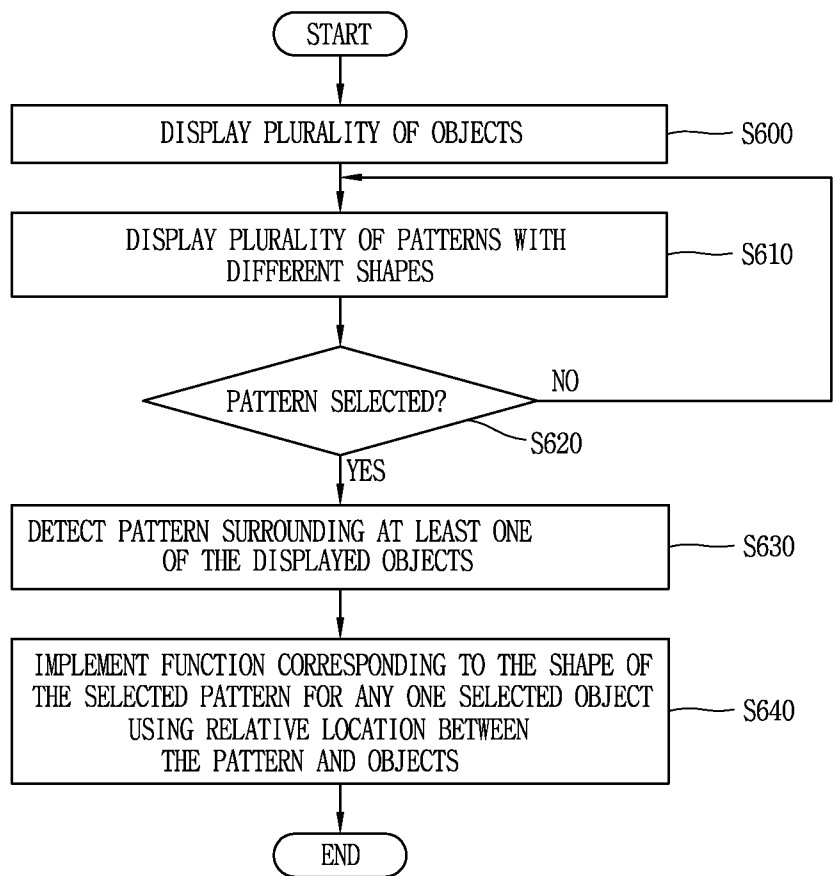 START
DISPLAY PLURALITY OF OBJECTS
S600
DISPLAY PLURALITY OF PATTERNS WITH
DIFFERENT SHAPES
S610
PATTERN SELECTED?
NO
S620
YES
DETECT PATTERN SURROUNDING AT LEAST ONE
OF THE DISPLAYED OBJECTS
S630
IMPLEMENT FUNCTION CORRESPONDING TO THE SHAPE OF
THE SELECTED PATTERN FOR ANY ONE SELECTED OBJECT
USING RELATIVE LOCATION BETWEEN
THE PATTERN AND OBJECTS
S640
END